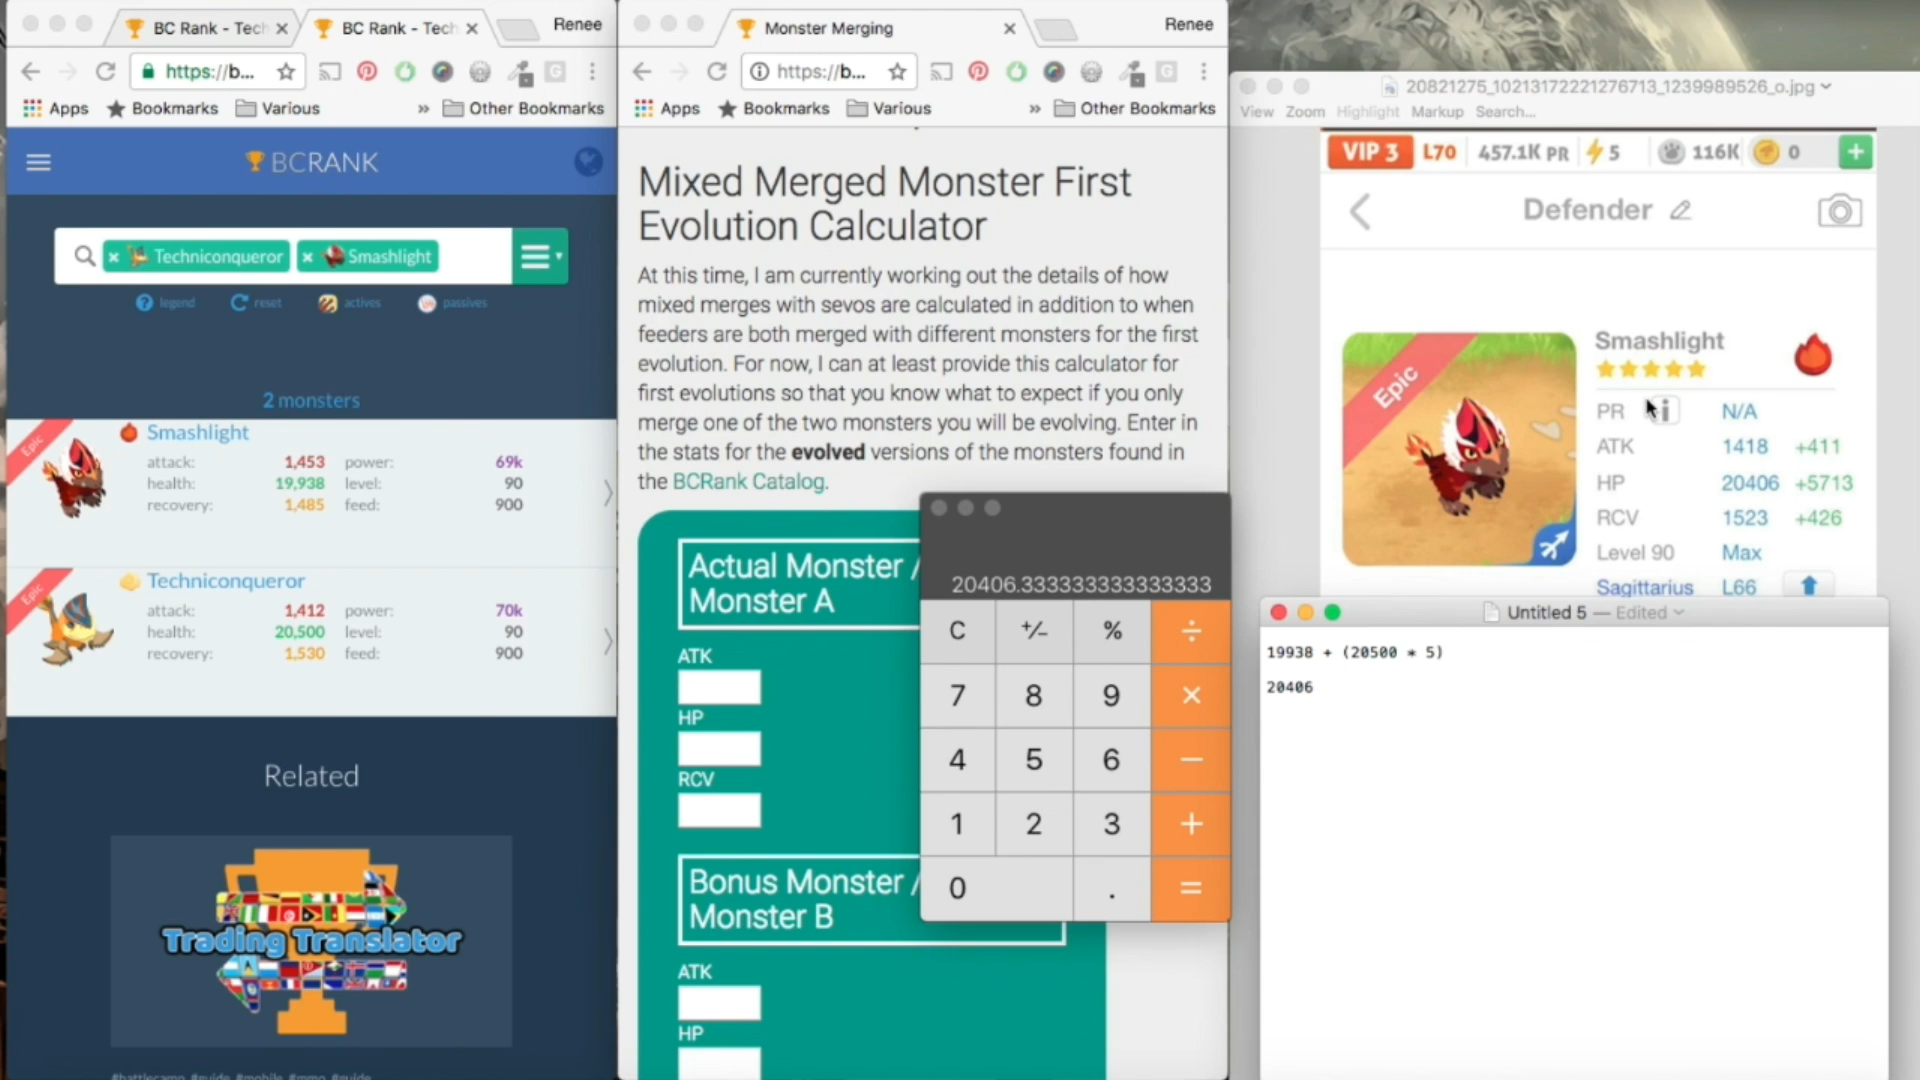 BC Rank - Tech
BC Rank - Tech
Renee
https://b...
Apps
Bookmarks
Various
»
Other Bookmarks
BCRANK
× Techniconqueror
× Smashlight
legend
reset
actives
passives
2 monsters
Epic
Smashlight
attack: 1,453 power: 69k
health: 19,938 level: 90
recovery: 1,485 feed: 900
Epic
Techniconqueror
attack: 1,412 power: 70k
health: 20,500 level: 90
recovery: 1,530 feed: 900
Related
Trading Translator
#battlecamp #guide #mobile #mmo #guide
Monster Merging
Renee
https://b...
Apps
Bookmarks
Various
»
Other Bookmarks
Mixed Merged Monster First
Evolution Calculator
At this time, I am currently working out the details of how
mixed merges with sevos are calculated in addition to when
feeders are both merged with different monsters for the first
evolution. For now, I can at least provide this calculator for
first evolutions so that you know what to expect if you only
merge one of the two monsters you will be evolving. Enter in
the stats for the evolved versions of the monsters found in
the BCRank Catalog.
Actual Monster /
Monster A
ATK
HP
RCV
Bonus Monster /
Monster B
ATK
HP
20406.333333333333333
C +/− % ÷
7 8 9 ×
4 5 6 −
1 2 3 +
0 . =
20821275_10213172221276713_1239989526_o.jpg
View Zoom Highlight Markup Search...
VIP 3 L70 457.1K PR 5 116K 0 +
Defender
Epic
Smashlight
PR i N/A
ATK 1418 +411
HP 20406 +5713
RCV 1523 +426
Level 90 Max
Sagittarius L66
Untitled 5 — Edited
19938 + (20500 * 5)
20406